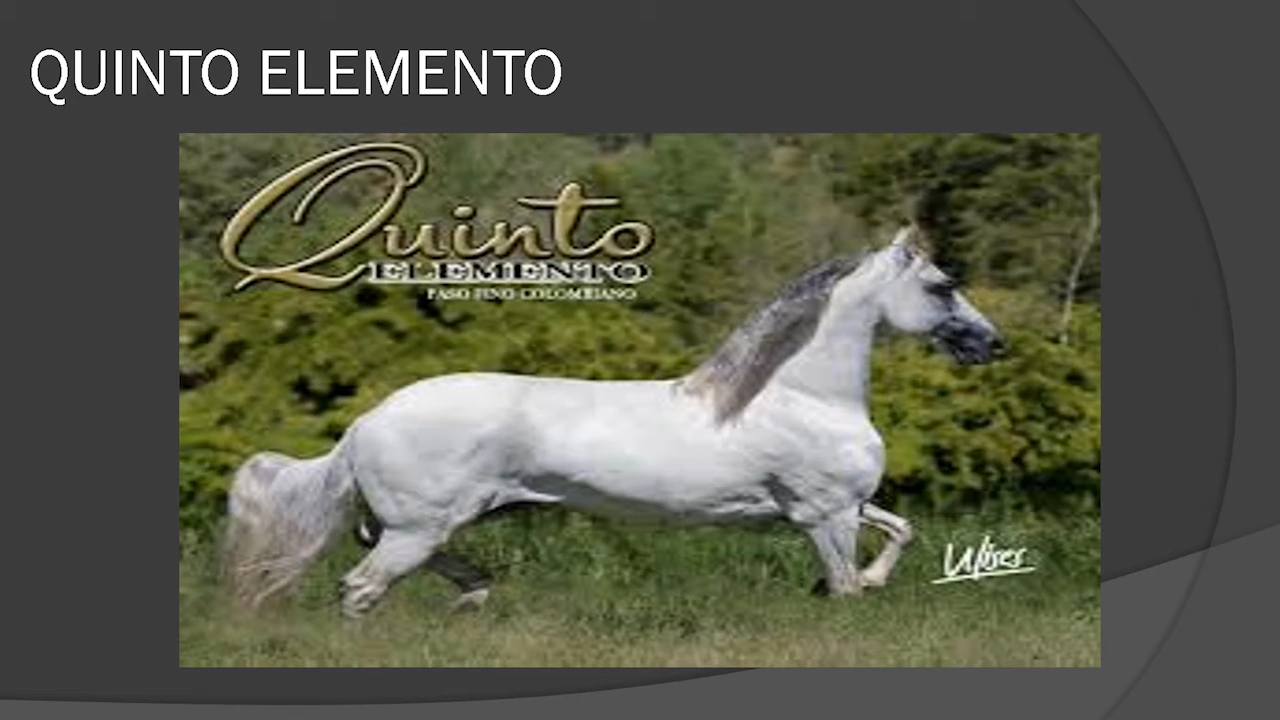 QUINTO ELEMENTO
Quinto
ELEMENTO
PASO FINO COLOMBIANO
Ulises